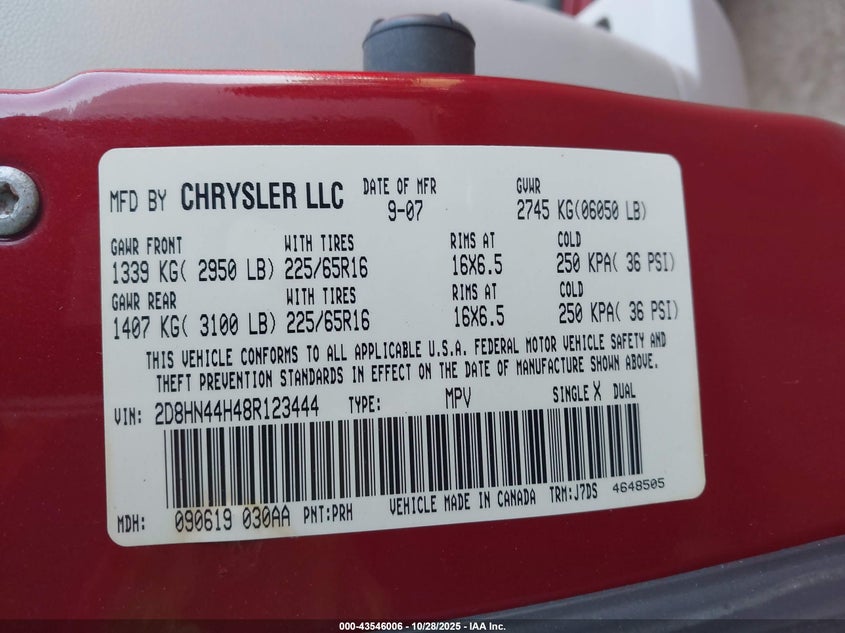 MFD BY CHRYSLER LLC DATE OF MFR GVWR
9-07 2745 KG(06050 LB)
GAWR FRONT WITH TIRES RIMS AT COLD
1339 KG( 2950 LB) 225/65R16 16X6.5 250 KPA( 36 PSI)
GAWR REAR WITH TIRES RIMS AT COLD
1407 KG( 3100 LB) 225/65R16 16X6.5 250 KPA( 36 PSI)
THIS VEHICLE CONFORMS TO ALL APPLICABLE U.S.A. FEDERAL MOTOR VEHICLE SAFETY AND
THEFT PREVENTION STANDARDS IN EFFECT ON THE DATE OF MANUFACTURE SHOWN ABOVE.
VIN: 2D8HN44H48R123444 TYPE: MPV SINGLE X DUAL
MDH: 090619 030AA PNT:PRH VEHICLE MADE IN CANADA TRM:J7DS 4648505
000-43546006 / 10/28/2025 - IAA Inc.